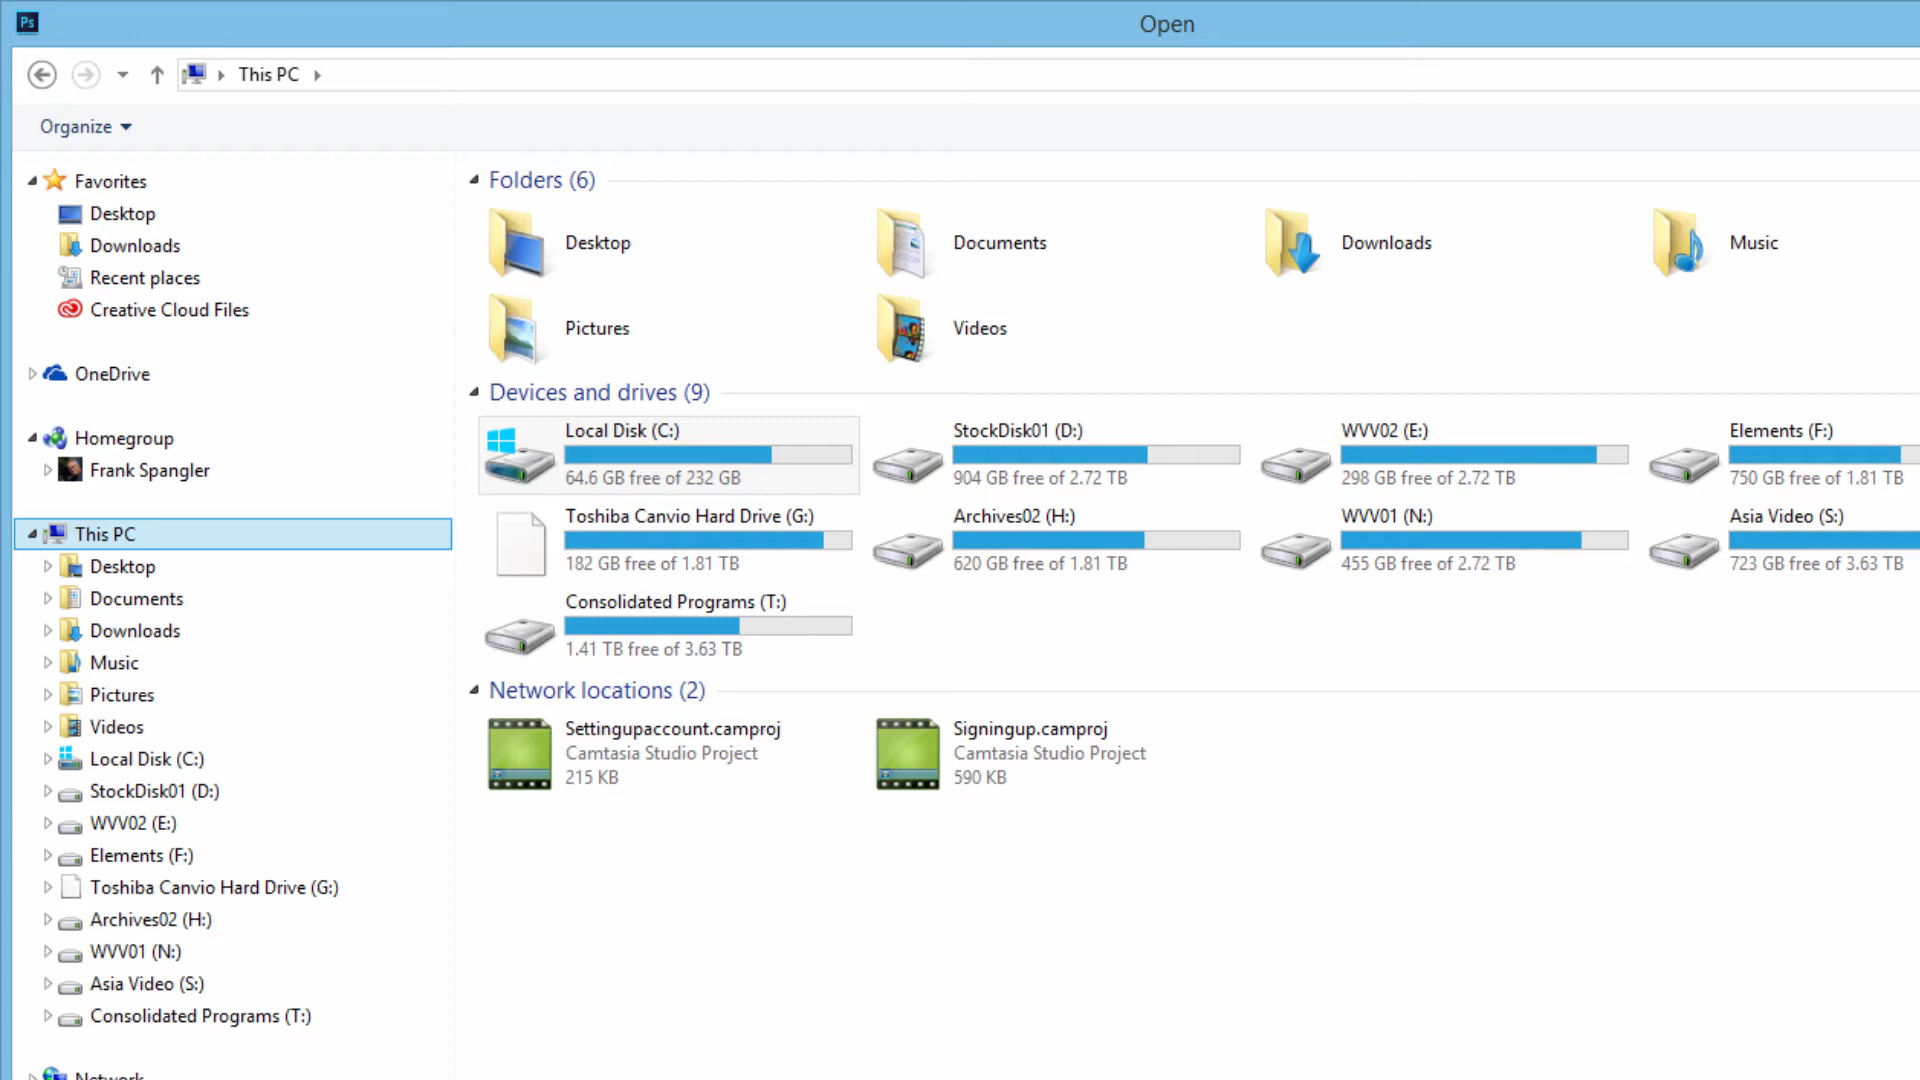 Ps
Open
This PC
Organize
Favorites
Desktop
Downloads
Recent places
Creative Cloud Files
OneDrive
Homegroup
Frank Spangler
This PC
Desktop
Documents
Downloads
Music
Pictures
Videos
Local Disk (C:)
StockDisk01 (D:)
WVV02 (E:)
Elements (F:)
Toshiba Canvio Hard Drive (G:)
Archives02 (H:)
WVV01 (N:)
Asia Video (S:)
Consolidated Programs (T:)
Network
Folders (6)
Desktop
Documents
Downloads
Music
Pictures
Videos
Devices and drives (9)
Local Disk (C:)
64.6 GB free of 232 GB
StockDisk01 (D:)
904 GB free of 2.72 TB
WVV02 (E:)
298 GB free of 2.72 TB
Elements (F:)
750 GB free of 1.81 TB
Toshiba Canvio Hard Drive (G:)
182 GB free of 1.81 TB
Archives02 (H:)
620 GB free of 1.81 TB
WVV01 (N:)
455 GB free of 2.72 TB
Asia Video (S:)
723 GB free of 3.63 TB
Consolidated Programs (T:)
1.41 TB free of 3.63 TB
Network locations (2)
Settingupaccount.camproj
Camtasia Studio Project
215 KB
Signingup.camproj
Camtasia Studio Project
590 KB